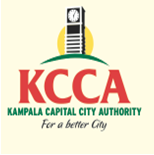 KCCA
KAMPALA CAPITAL CITY AUTHORITY
For a better City